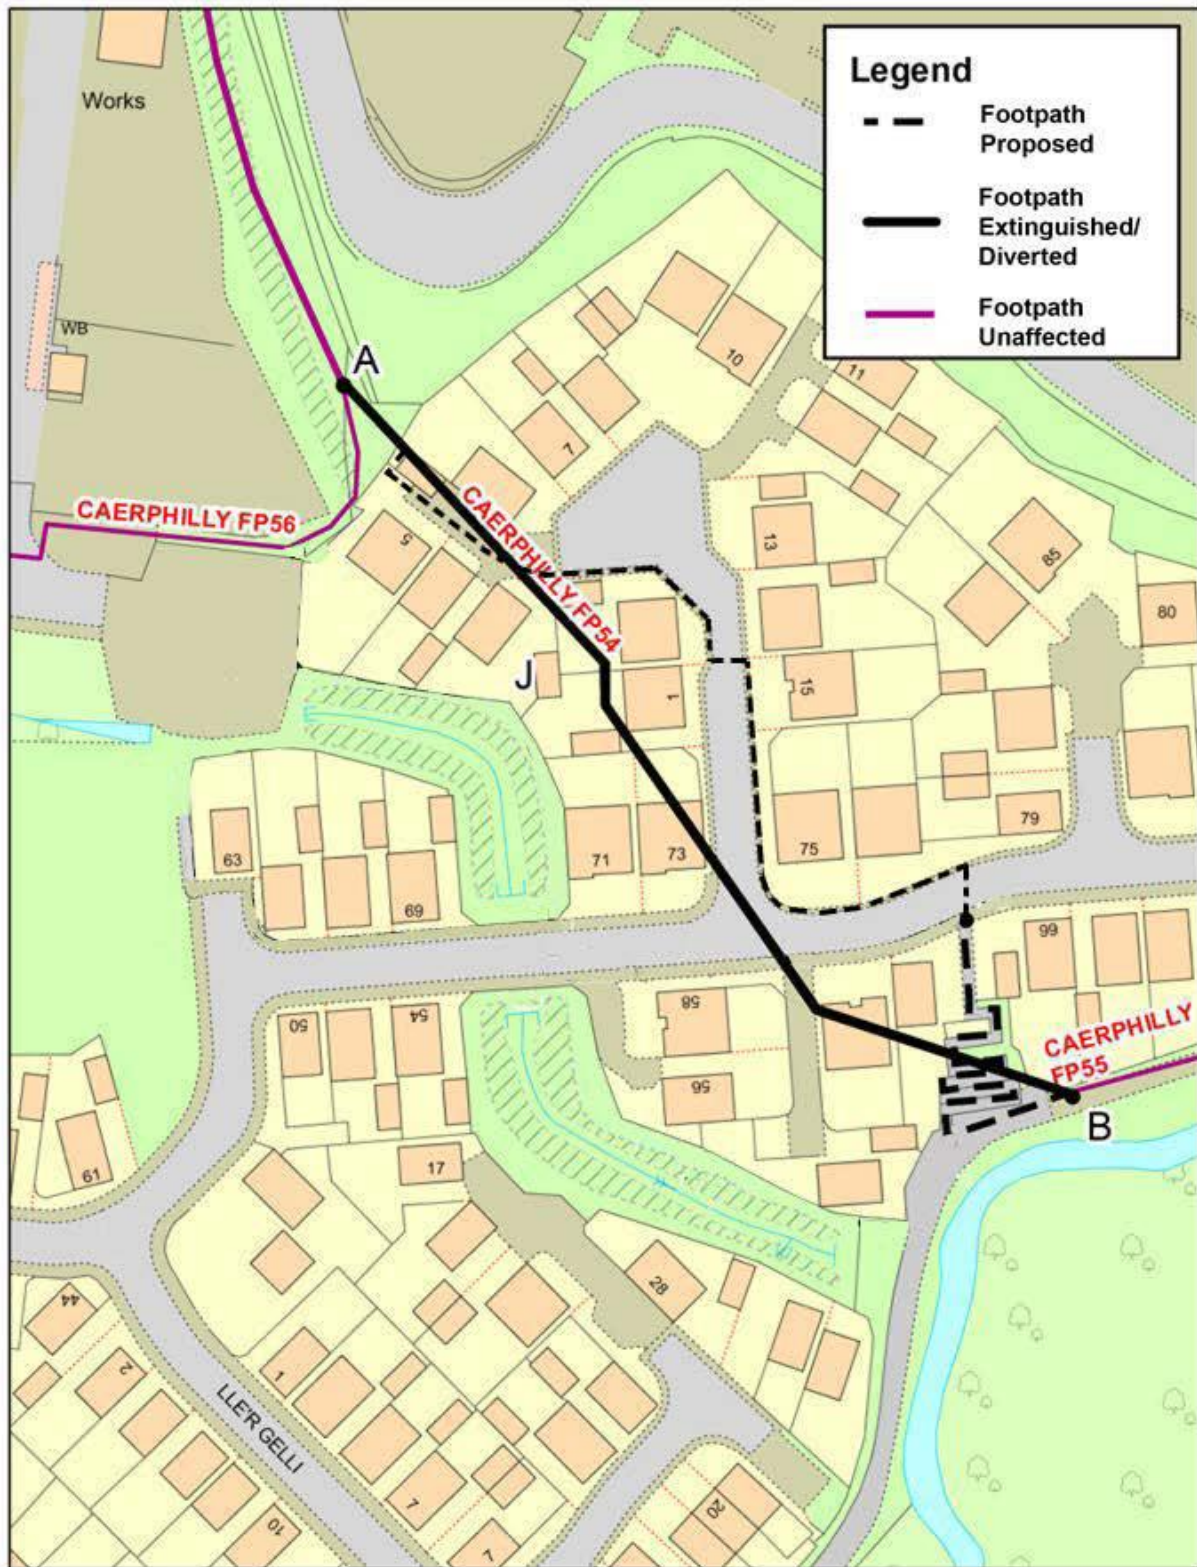 Legend
Footpath
Proposed
Footpath
Extinguished/
Diverted
Footpath
Unaffected
Works
WB
A
10
11
7
CAERPHILLY FP56
5
CAERPHILLY FP54
13
85
80
J
1
15
63
69
71
73
75
79
99
50
54
58
56
CAERPHILLY
FP55
B
61
17
28
44
2
1
LLE'R GELLI
7
10
7
20